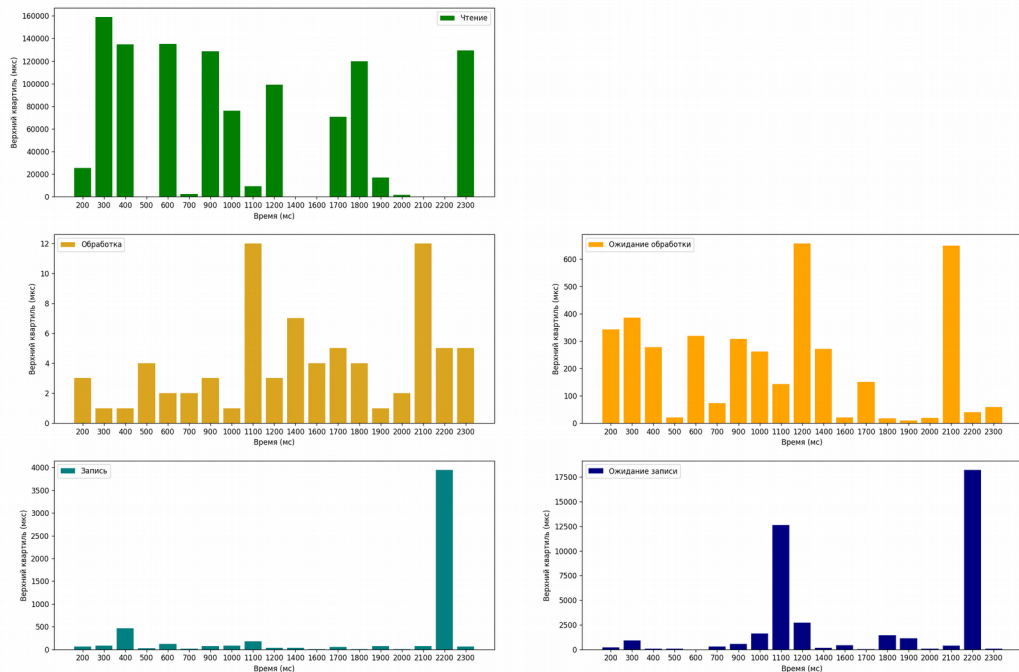 160000
140000
120000
100000
80000
60000
40000
20000
0
Верхний квартиль (мкс)
Чтение
200 300 400 500 600 700 900 1000 1100 1200 1400 1600 1700 1800 1900 2000 2100 2200 2300
Время (мс)
12
10
8
6
4
2
0
Верхний квартиль (мкс)
Обработка
200 300 400 500 600 700 900 1000 1100 1200 1400 1600 1700 1800 1900 2000 2100 2200 2300
Время (мс)
600
500
400
300
200
100
0
Верхний квартиль (мкс)
Ожидание обработки
200 300 400 500 600 700 900 1000 1100 1200 1400 1600 1700 1800 1900 2000 2100 2200 2300
Время (мс)
4000
3500
3000
2500
2000
1500
1000
500
0
Верхний квартиль (мкс)
Запись
200 300 400 500 600 700 900 1000 1100 1200 1400 1600 1700 1800 1900 2000 2100 2200 2300
Время (мс)
17500
15000
12500
10000
7500
5000
2500
0
Верхний квартиль (мкс)
Ожидание записи
200 300 400 500 600 700 900 1000 1100 1200 1400 1600 1700 1800 1900 2000 2100 2200 2300
Время (мс)